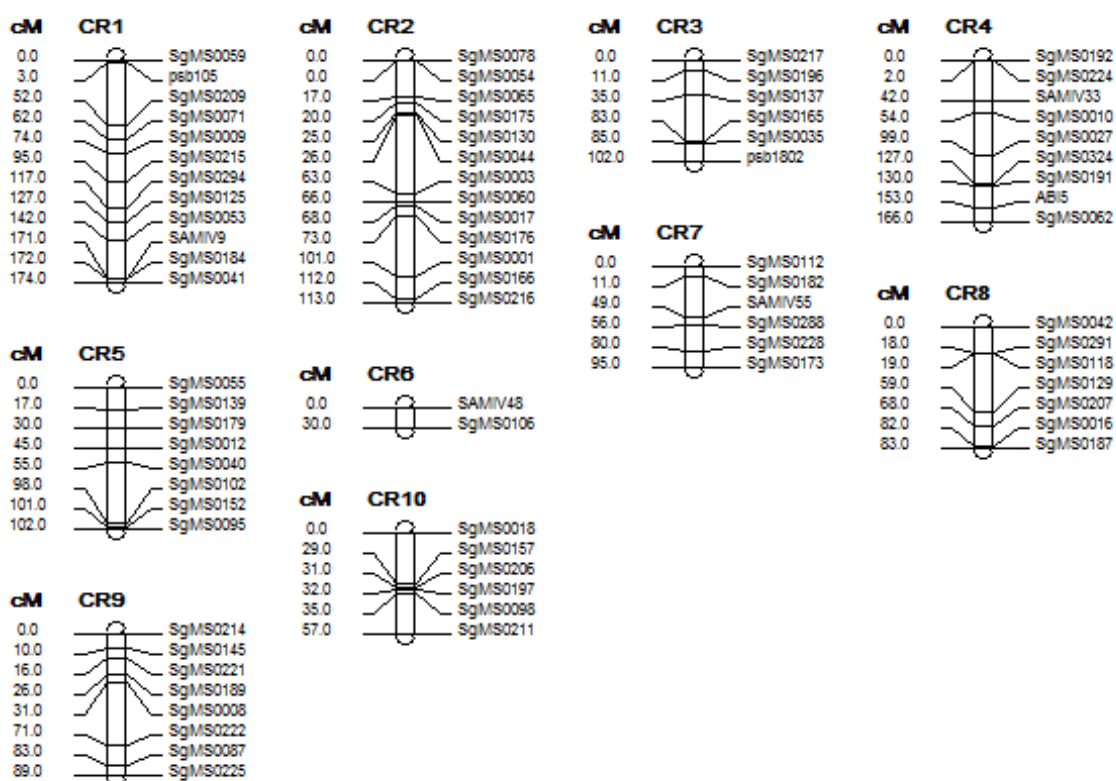 cM CR1
0.0 SgMS0059
3.0 psb105
52.0 SgMS0209
62.0 SgMS0071
74.0 SgMS0009
95.0 SgMS0215
117.0 SgMS0294
127.0 SgMS0125
142.0 SgMS0053
171.0 SAMIV9
172.0 SgMS0184
174.0 SgMS0041
cM CR2
0.0 SgMS0078
0.0 SgMS0054
17.0 SgMS0065
20.0 SgMS0175
25.0 SgMS0130
26.0 SgMS0044
63.0 SgMS0003
66.0 SgMS0060
68.0 SgMS0017
73.0 SgMS0176
101.0 SgMS0001
112.0 SgMS0166
113.0 SgMS0216
cM CR3
0.0 SgMS0217
11.0 SgMS0196
35.0 SgMS0137
83.0 SgMS0165
85.0 SgMS0035
102.0 psb1802
cM CR4
0.0 SgMS0192
2.0 SgMS0224
42.0 SAMIV33
54.0 SgMS0010
99.0 SgMS0027
127.0 SgMS0324
130.0 SgMS0191
153.0 ABI5
166.0 SgMS0062
cM CR5
0.0 SgMS0055
17.0 SgMS0139
30.0 SgMS0179
45.0 SgMS0012
55.0 SgMS0040
98.0 SgMS0102
101.0 SgMS0152
102.0 SgMS0095
cM CR6
0.0 SAMIV48
30.0 SgMS0106
cM CR7
0.0 SgMS0112
11.0 SgMS0182
49.0 SAMIV55
56.0 SgMS0288
80.0 SgMS0228
95.0 SgMS0173
cM CR8
0.0 SgMS0042
18.0 SgMS0291
19.0 SgMS0118
59.0 SgMS0129
68.0 SgMS0207
82.0 SgMS0016
83.0 SgMS0187
cM CR9
0.0 SgMS0214
10.0 SgMS0145
16.0 SgMS0221
26.0 SgMS0189
31.0 SgMS0008
71.0 SgMS0222
83.0 SgMS0087
89.0 SgMS0225
cM CR10
0.0 SgMS0018
29.0 SgMS0157
31.0 SgMS0206
32.0 SgMS0197
35.0 SgMS0098
57.0 SgMS0211